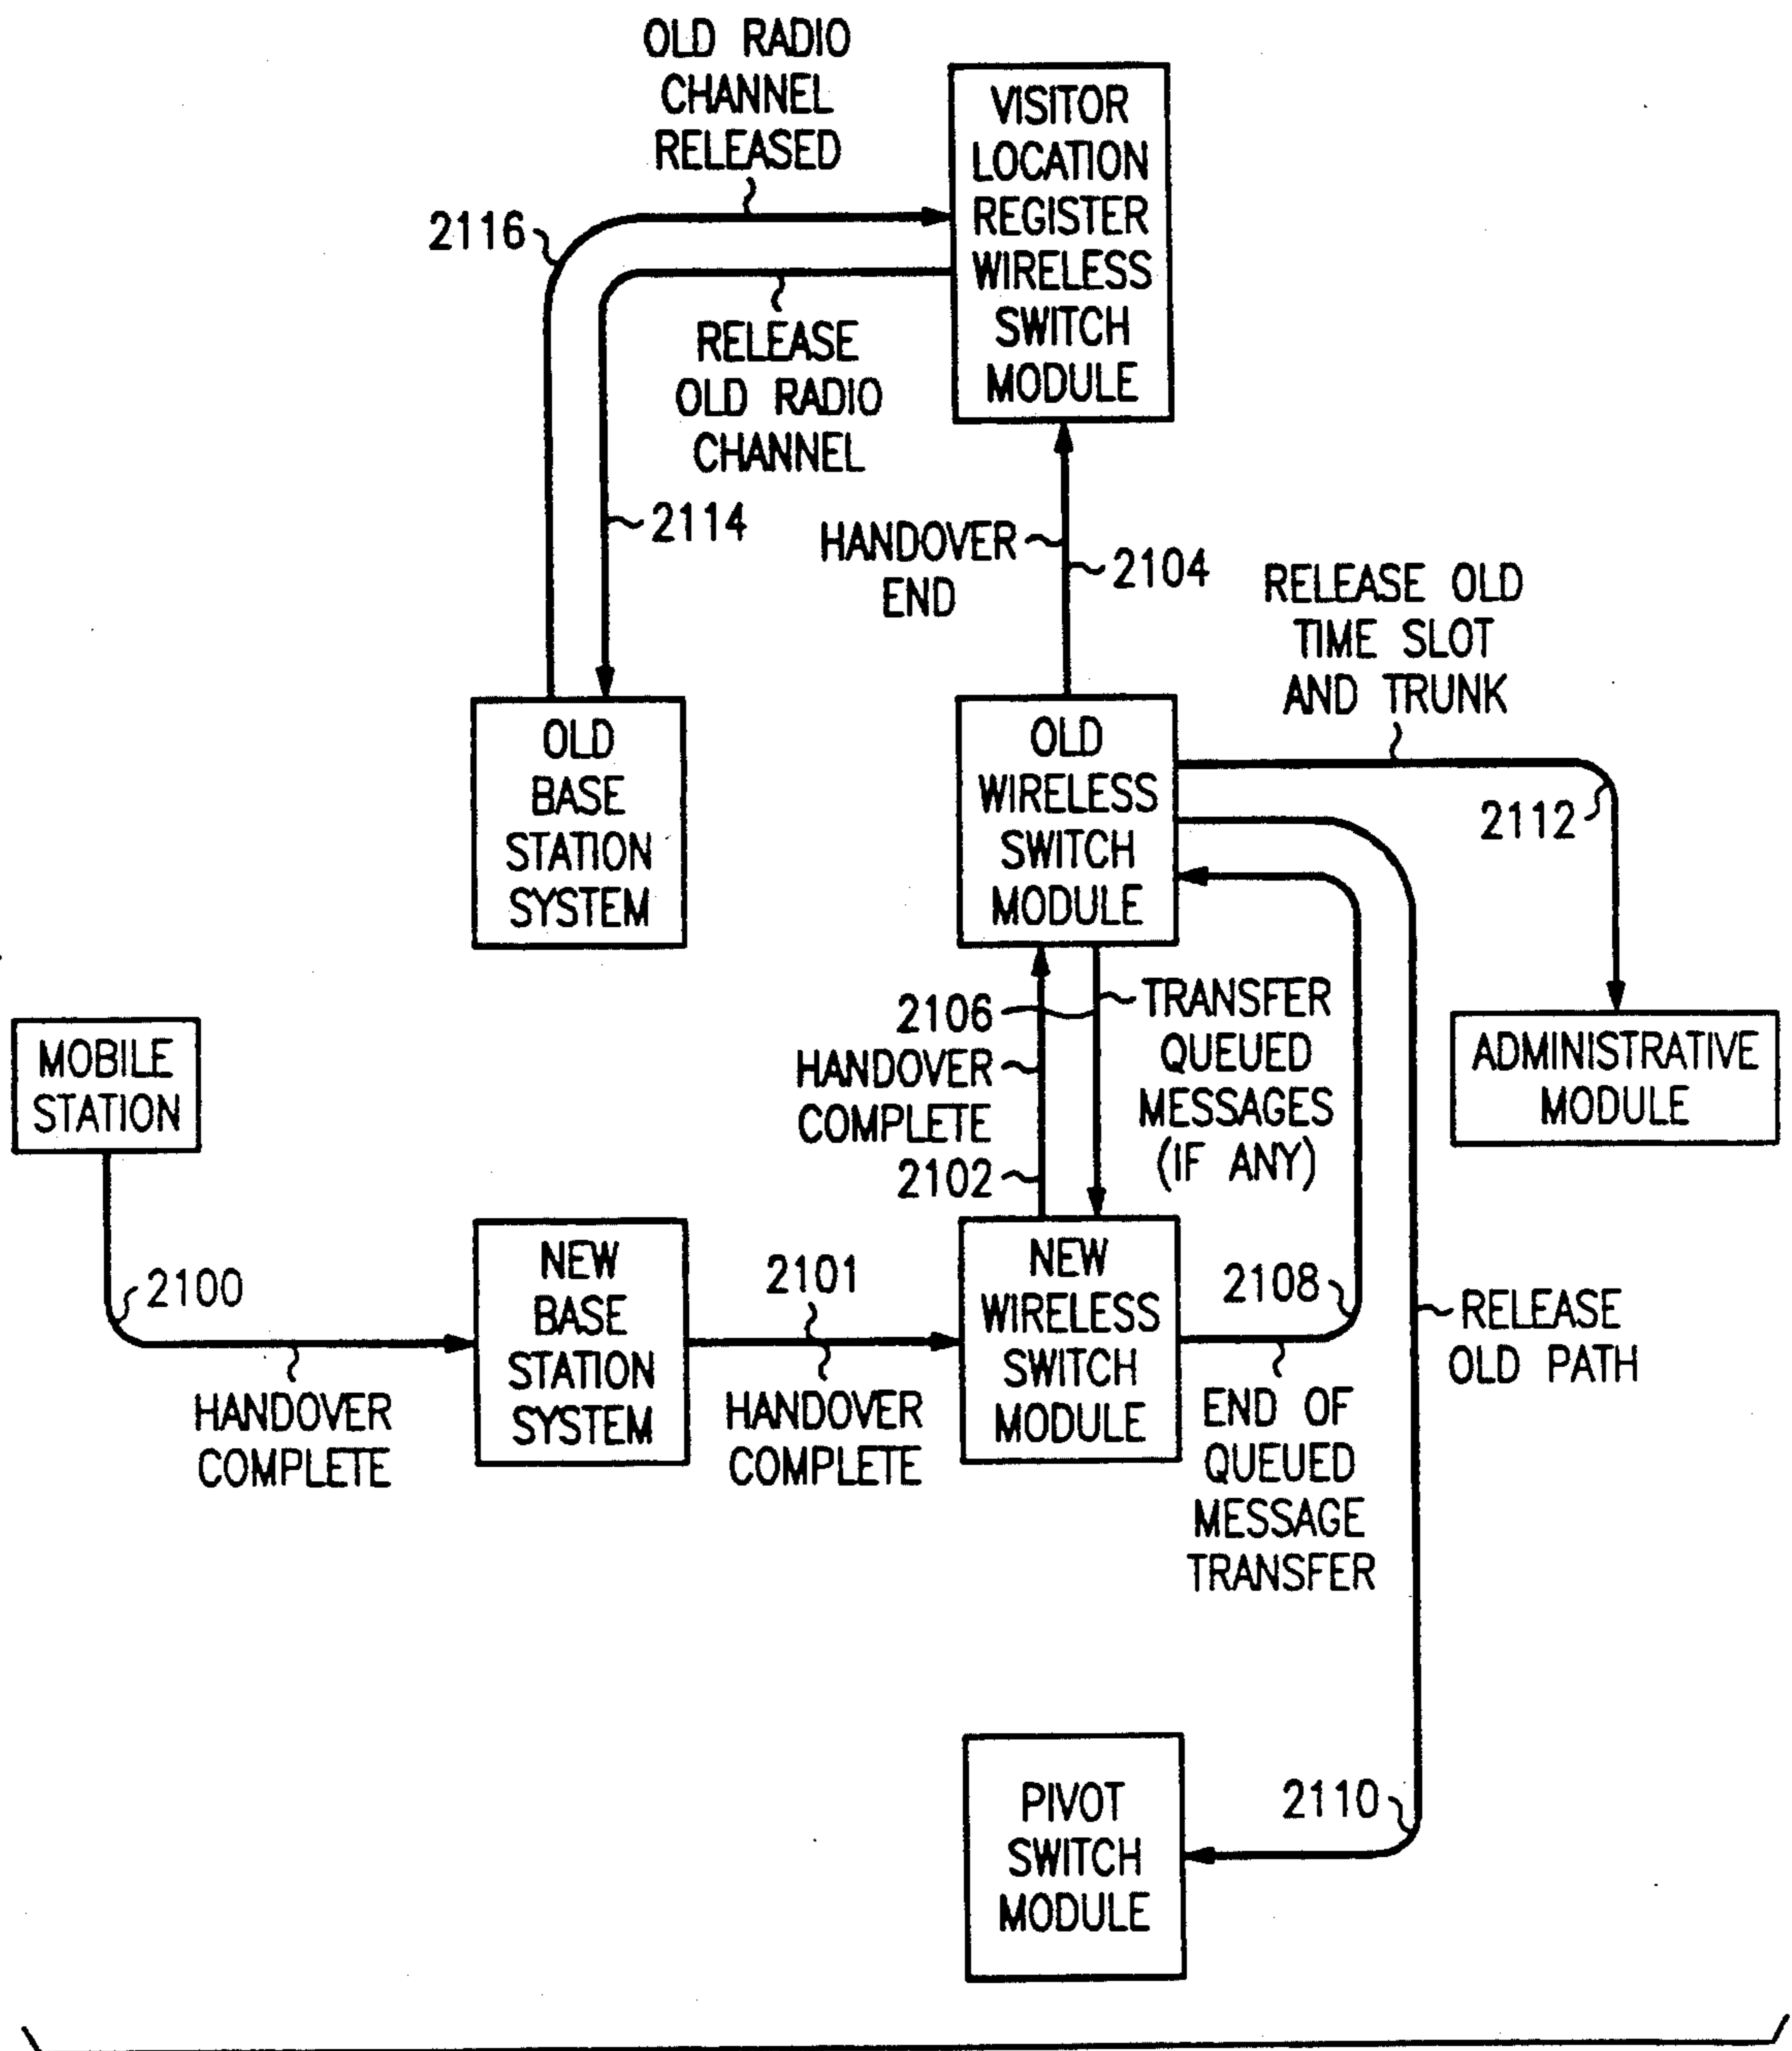 OLD RADIO
CHANNEL
RELEASED
VISITOR
LOCATION
REGISTER
WIRELESS
SWITCH
MODULE
2116
RELEASE
OLD RADIO
CHANNEL
2114
HANDOVER
END
2104
RELEASE OLD
TIME SLOT
AND TRUNK
OLD
BASE
STATION
SYSTEM
OLD
WIRELESS
SWITCH
MODULE
2112
2106
TRANSFER
QUEUED
MESSAGES
(IF ANY)
HANDOVER
COMPLETE
2102
MOBILE
STATION
ADMINISTRATIVE
MODULE
2100
NEW
BASE
STATION
SYSTEM
2101
NEW
WIRELESS
SWITCH
MODULE
2108
RELEASE
OLD PATH
HANDOVER
COMPLETE
HANDOVER
COMPLETE
END OF
QUEUED
MESSAGE
TRANSFER
PIVOT
SWITCH
MODULE
2110